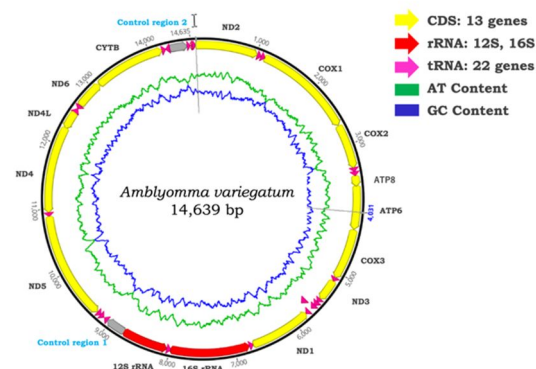 Control region 2
ND2
CDS: 13 genes
rRNA: 12S, 16S
tRNA: 22 genes
AT Content
GC Content
14,635
14,000
1,000
CYTB
COX1
2,000
13,000
ND6
ND4L
COX2
3,000
12,000
ATP8
ND4
Amblyomma variegatum
14,639 bp
ATP6
4,031
11,000
COX3
5,000
ND5
10,000
ND3
6,000
ND1
9,000
Control region 1
8,000
7,000
12S rRNA
16S rRNA